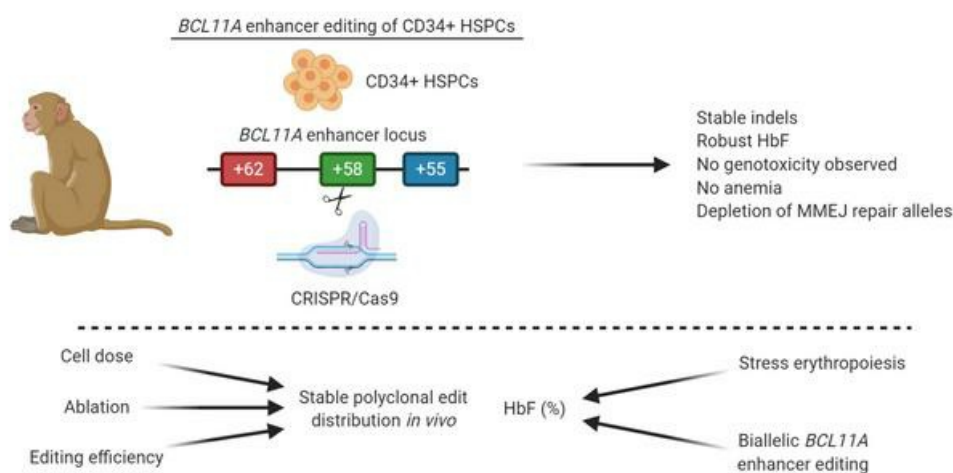 BCL11A enhancer editing of CD34+ HSPCs
CD34+ HSPCs
BCL11A enhancer locus
+62 +58 +55
CRISPR/Cas9
Stable indels
Robust HbF
No genotoxicity observed
No anemia
Depletion of MMEJ repair alleles
Cell dose
Ablation
Editing efficiency
Stable polyclonal edit
distribution in vivo
HbF (%)
Stress erythropoiesis
Biallelic BCL11A
enhancer editing